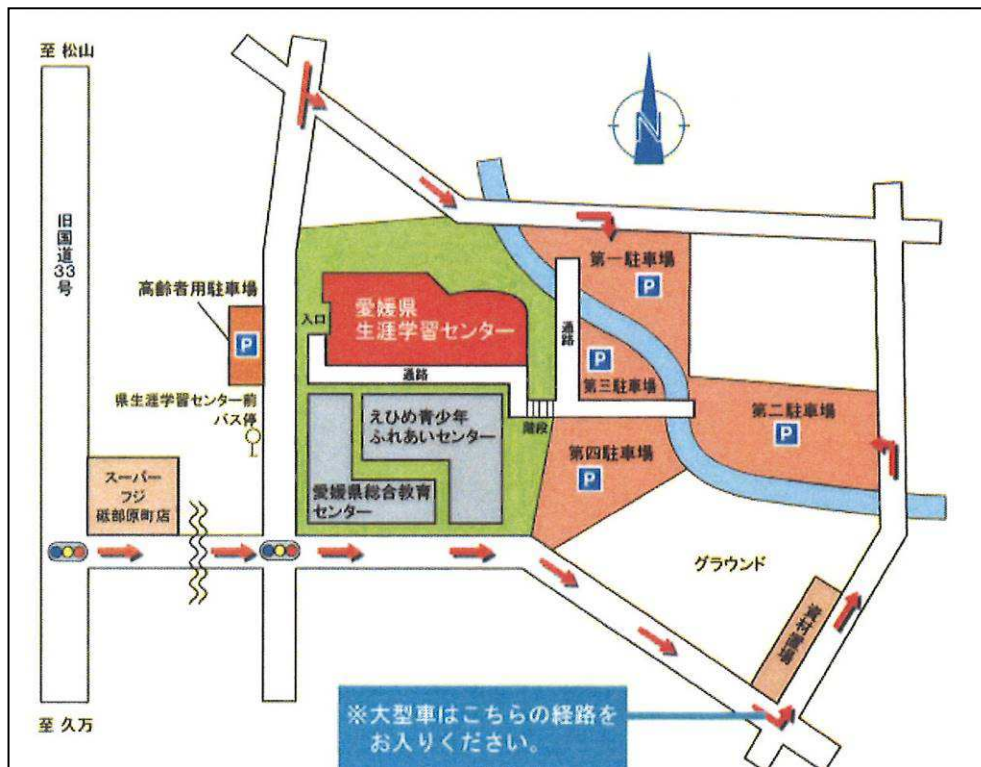 至 松山
旧国道33号
N
第一駐車場
P
高齢者用駐車場
P
入口
愛媛県
生涯学習センター
通路
通路
P
第三駐車場
県生涯学習センター前
バス停
えひめ青少年
ふれあいセンター
階段
第二駐車場
P
第四駐車場
P
スーパー
フジ
砥部原町店
愛媛県総合教育
センター
グラウンド
資材置場
至 久万
※大型車はこちらの経路を
お入りください。